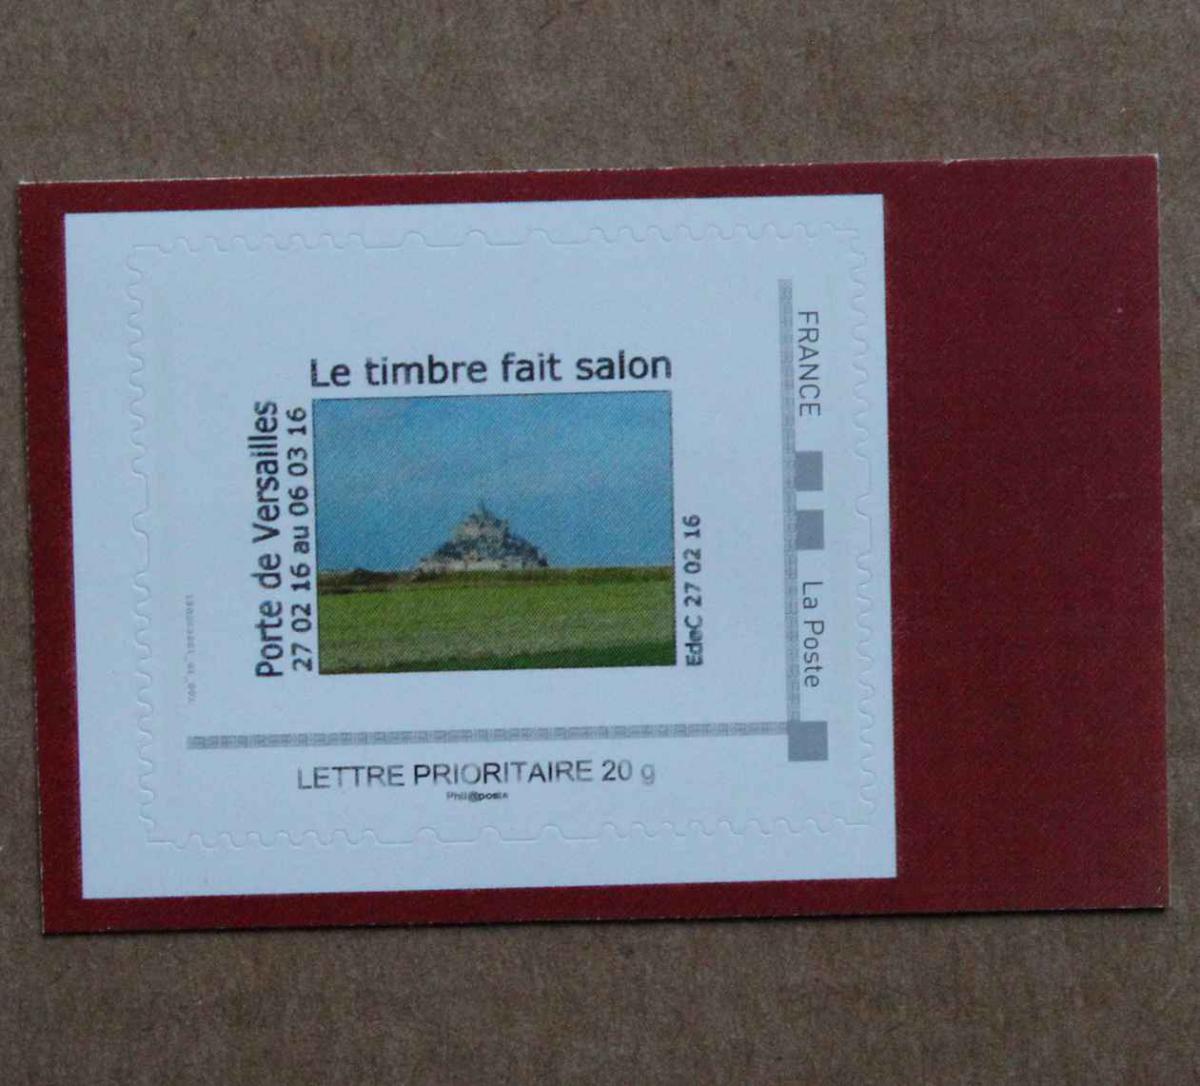 Le timbre fait salon
Porte de Versailles
27 02 16 au 06 03 16
EdeC 27 02 16
FRANCE
La Poste
LETTRE PRIORITAIRE 20 g
Phil@poste